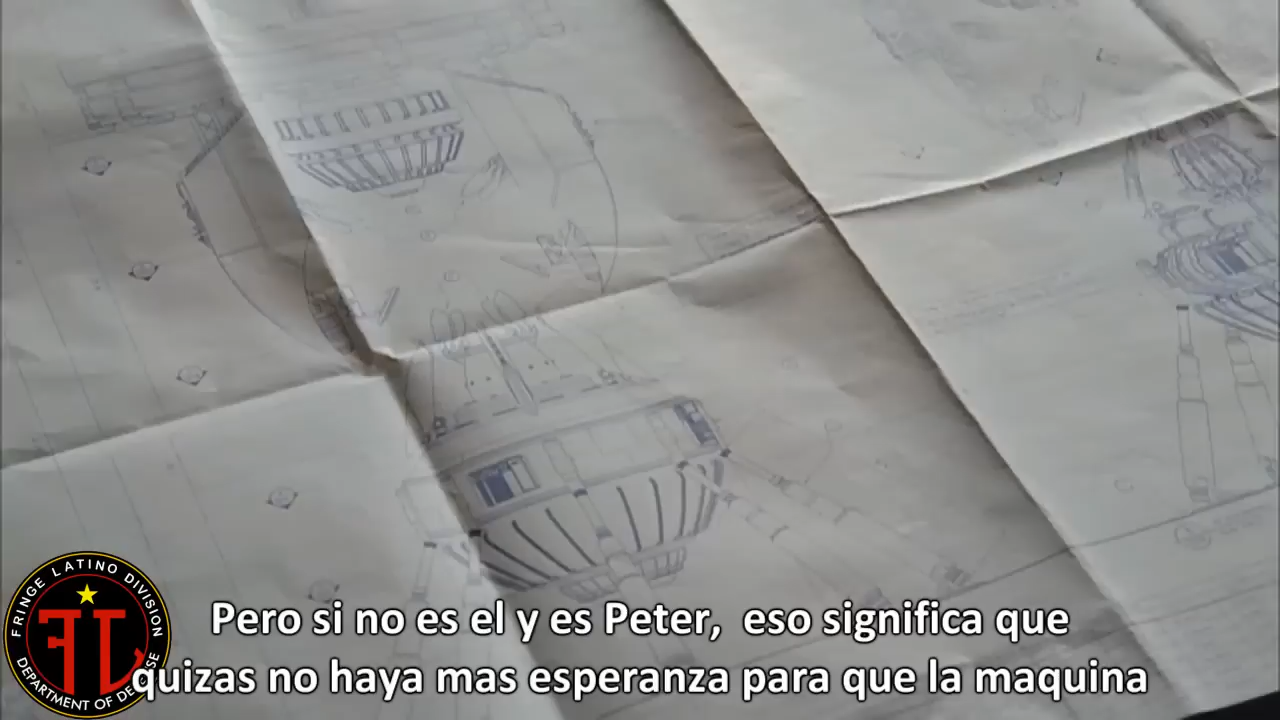 FRINGE LATINO DIVISION
FL
DEPARTMENT OF DEFENSE
Pero si no es el y es Peter, eso significa que
quizas no haya mas esperanza para que la maquina